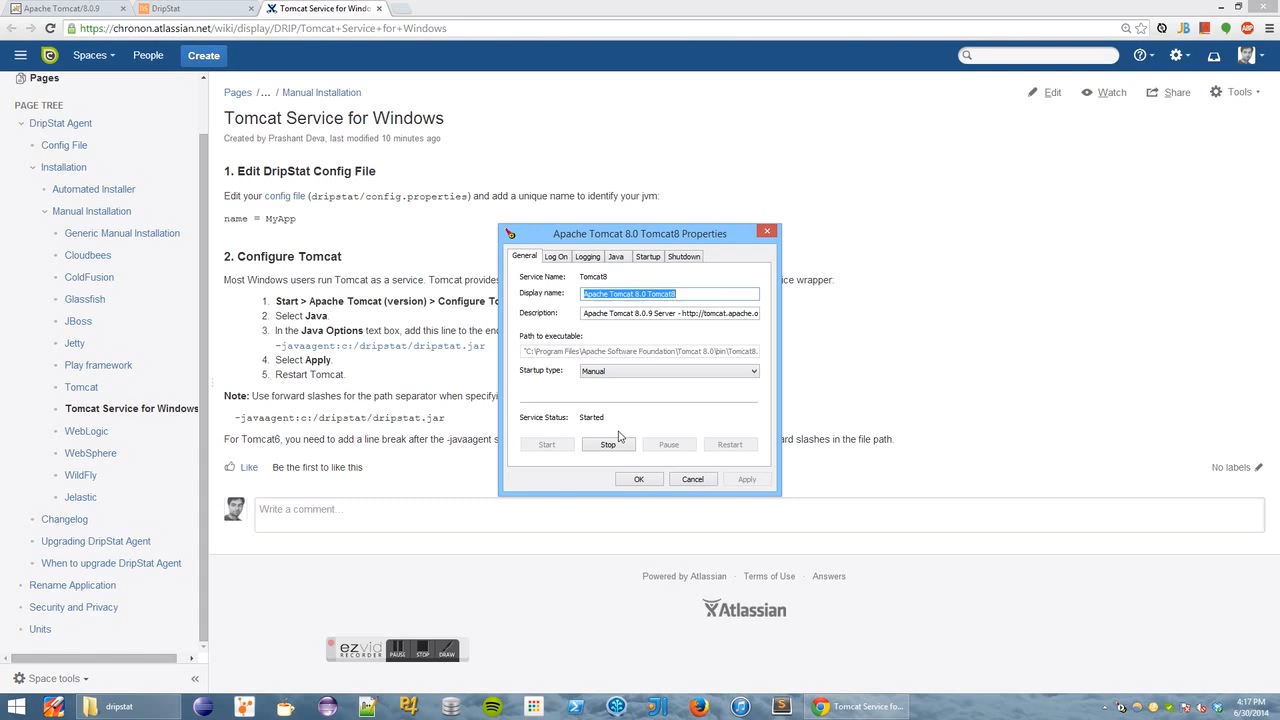 Apache Tomcat/8.0.9
DripStat
Tomcat Service for Windo
https://chronon.atlassian.net/wiki/display/DRIP/Tomcat+Service+for+Windows
Spaces
People
Create
Pages
PAGE TREE
DripStat Agent
Config File
Installation
Automated Installer
Manual Installation
Generic Manual Installation
Cloudbees
ColdFusion
Glassfish
JBoss
Jetty
Play framework
Tomcat
Tomcat Service for Windows
WebLogic
WebSphere
WildFly
Jelastic
Changelog
Upgrading DripStat Agent
When to upgrade DripStat Agent
Rename Application
Security and Privacy
Units
Space tools
Pages / ... / Manual Installation
Edit
Watch
Share
Tools
Tomcat Service for Windows
Created by Prashant Deva, last modified 10 minutes ago
1. Edit DripStat Config File
Edit your config file (dripstat/config.properties) and add a unique name to identify your jvm:
name = MyApp
2. Configure Tomcat
Most Windows users run Tomcat as a service. Tomcat provides
ice wrapper:
1. Start > Apache Tomcat (version) > Configure To
2. Select Java.
3. In the Java Options text box, add this line to the end
-javaagent:c:/dripstat/dripstat.jar
4. Select Apply.
5. Restart Tomcat.
Note: Use forward slashes for the path separator when specifyi
-javaagent:c:/dripstat/dripstat.jar
For Tomcat6, you need to add a line break after the -javaagent s
ard slashes in the file path.
Like
Be the first to like this
No labels
Write a comment…
Powered by Atlassian · Terms of Use · Answers
Atlassian
Apache Tomcat 8.0 Tomcat8 Properties
General
Log On
Logging
Java
Startup
Shutdown
Service Name: Tomcat8
Display name: Apache Tomcat 8.0 Tomcat8
Description: Apache Tomcat 8.0.9 Server - http://tomcat.apache.o
Path to executable:
"C:\Program Files\Apache Software Foundation\Tomcat 8.0\bin\Tomcat8.
Startup type: Manual
Service Status: Started
Start
Stop
Pause
Restart
OK
Cancel
Apply
ezvid
RECORDER
PAUSE
STOP
DRAW
dripstat
Tomcat Service fo...
4:17 PM
6/30/2014